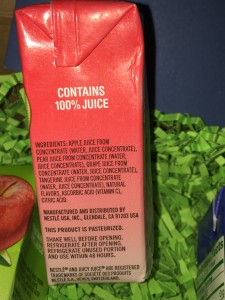 CONTAINS
100% JUICE
INGREDIENTS: APPLE JUICE FROM
CONCENTRATE (WATER, JUICE CONCENTRATE),
PEAR JUICE FROM CONCENTRATE (WATER,
JUICE CONCENTRATE), GRAPE JUICE FROM
CONCENTRATE (WATER, JUICE CONCENTRATE),
TANGERINE JUICE FROM CONCENTRATE
(WATER, JUICE CONCENTRATE), NATURAL
FLAVORS, ASCORBIC ACID (VITAMIN C),
CITRIC ACID.
MANUFACTURED AND DISTRIBUTED BY
NESTLÉ USA, INC., GLENDALE, CA 91203 USA
THIS PRODUCT IS PASTEURIZED.
SHAKE WELL BEFORE OPENING.
REFRIGERATE AFTER OPENING.
REFRIGERATE UNUSED PORTION
AND USE WITHIN 48 HOURS.
NESTLÉ® AND JUICY JUICE® ARE REGISTERED
TRADEMARKS OF SOCIÉTÉ DES PRODUITS
NESTLÉ S.A., VEVEY, SWITZERLAND.